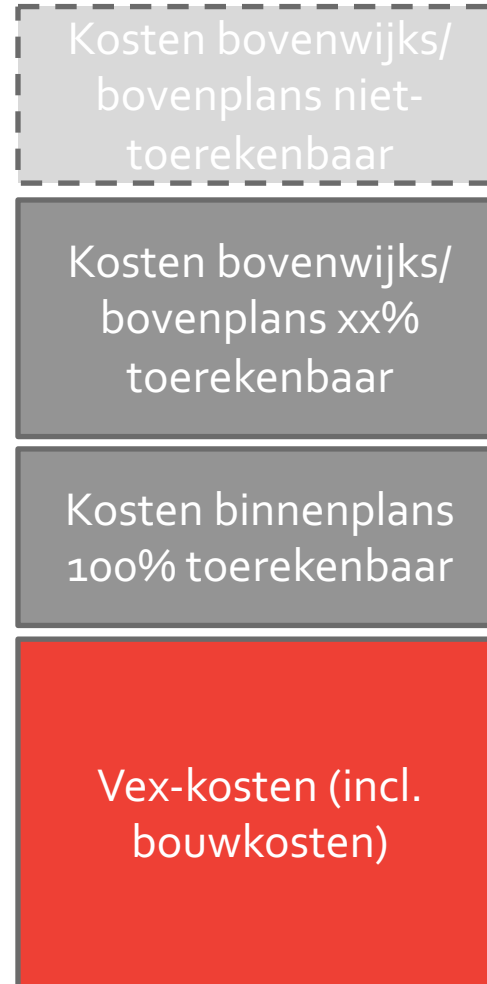 Kosten bovenwijks/
bovenplans niet-
toerekenbaar
Kosten bovenwijks/
bovenplans xx%
toerekenbaar
Kosten binnenplans
100% toerekenbaar
Vex-kosten (incl.
bouwkosten)